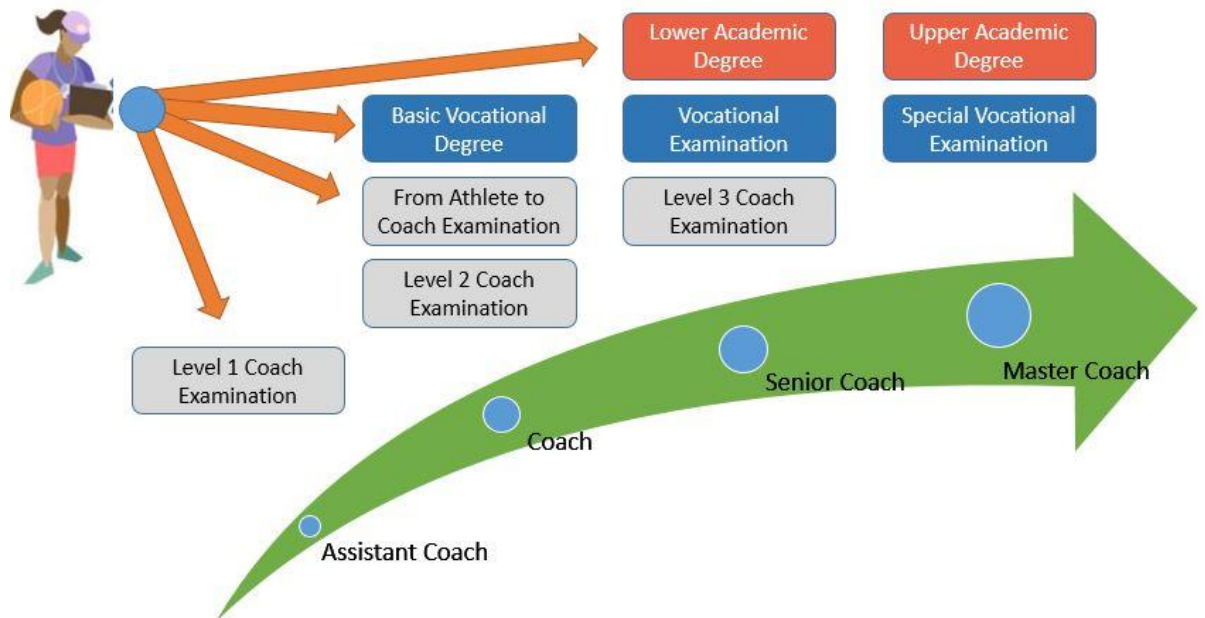 Lower Academic
Degree
Upper Academic
Degree
Basic Vocational
Degree
Vocational
Examination
Special Vocational
Examination
From Athlete to
Coach Examination
Level 3 Coach
Examination
Level 2 Coach
Examination
Level 1 Coach
Examination
Master Coach
Senior Coach
Coach
Assistant Coach